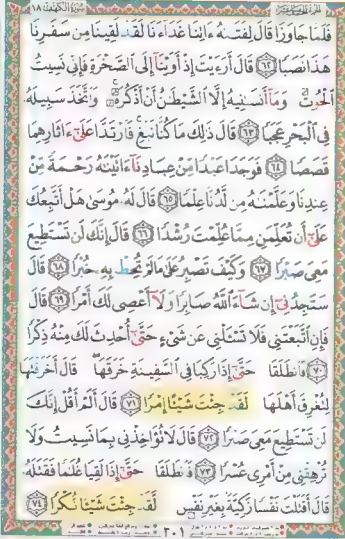 سورة الكهف ١٨
فَلَمَّا جَاوَزَا قَالَ لِفَتَىٰهُ ءَاتِنَا غَدَآءَنَا لَقَدْ لَقِينَا مِن سَفَرِنَا
هَٰذَا نَصَبًا ٦٢ قَالَ أَرَءَيْتَ إِذْ أَوَيْنَآ إِلَى ٱلصَّخْرَةِ فَإِنِّى نَسِيتُ
ٱلْحُوتَ وَمَآ أَنسَىٰنِيهُ إِلَّا ٱلشَّيْطَٰنُ أَنْ أَذْكُرَهُۥ وَٱتَّخَذَ سَبِيلَهُۥ
فِى ٱلْبَحْرِ عَجَبًا ٦٣ قَالَ ذَٰلِكَ مَا كُنَّا نَبْغِ فَٱرْتَدَّا عَلَىٰٓ ءَاثَارِهِمَا
قَصَصًا ٦٤ فَوَجَدَا عَبْدًا مِّنْ عِبَادِنَآ ءَاتَيْنَٰهُ رَحْمَةً مِّنْ
عِندِنَا وَعَلَّمْنَٰهُ مِن لَّدُنَّا عِلْمًا ٦٥ قَالَ لَهُۥ مُوسَىٰ هَلْ أَتَّبِعُكَ
عَلَىٰٓ أَن تُعَلِّمَنِ مِمَّا عُلِّمْتَ رُشْدًا ٦٦ قَالَ إِنَّكَ لَن تَسْتَطِيعَ
مَعِىَ صَبْرًا ٦٧ وَكَيْفَ تَصْبِرُ عَلَىٰ مَا لَمْ تُحِطْ بِهِۦ خُبْرًا ٦٨ قَالَ
سَتَجِدُنِىٓ إِن شَآءَ ٱللَّهُ صَابِرًا وَلَآ أَعْصِى لَكَ أَمْرًا ٦٩ قَالَ
فَإِنِ ٱتَّبَعْتَنِى فَلَا تَسْـَٔلْنِى عَن شَىْءٍ حَتَّىٰٓ أُحْدِثَ لَكَ مِنْهُ ذِكْرًا
٧٠ فَٱنطَلَقَا حَتَّىٰٓ إِذَا رَكِبَا فِى ٱلسَّفِينَةِ خَرَقَهَا قَالَ أَخَرَقْتَهَا
لِتُغْرِقَ أَهْلَهَا لَقَدْ جِئْتَ شَيْـًٔا إِمْرًا ٧١ قَالَ أَلَمْ أَقُلْ إِنَّكَ
لَن تَسْتَطِيعَ مَعِىَ صَبْرًا ٧٢ قَالَ لَا تُؤَاخِذْنِى بِمَا نَسِيتُ وَلَا
تُرْهِقْنِى مِنْ أَمْرِى عُسْرًا ٧٣ فَٱنطَلَقَا حَتَّىٰٓ إِذَا لَقِيَا غُلَٰمًا فَقَتَلَهُۥ
قَالَ أَقَتَلْتَ نَفْسًا زَكِيَّةًۢ بِغَيْرِ نَفْسٍ لَّقَدْ جِئْتَ شَيْـًٔا نُّكْرًا ٧٤
٣٠١